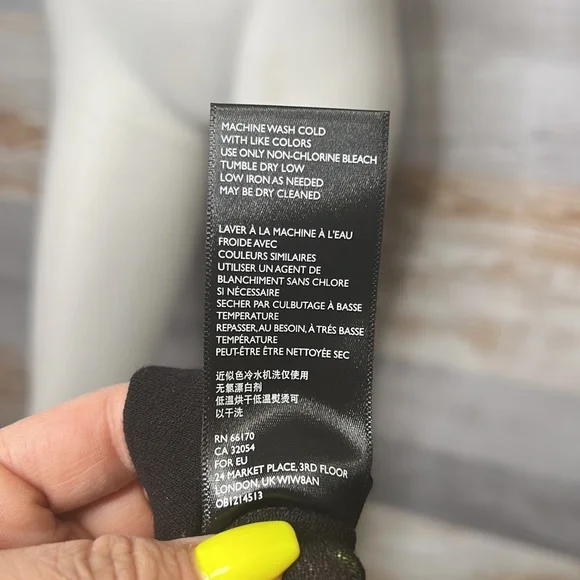 MACHINE WASH COLD
WITH LIKE COLORS
USE ONLY NON-CHLORINE BLEACH
TUMBLE DRY LOW
LOW IRON AS NEEDED
MAY BE DRY CLEANED
LAVER À LA MACHINE À L'EAU
FROIDE AVEC
COULEURS SIMILAIRES
UTILISER UN AGENT DE
BLANCHIMENT SANS CHLORE
SI NÉCESSAIRE
SECHER PAR CULBUTAGE À BASSE
TEMPERATURE
REPASSER, AU BESOIN, À TRÉS BASSE
TEMPÉRATURE
PEUT-ÊTRE ÊTRE NETTOYÉE SEC
近似色冷水机洗仅使用
无氯漂白剂
低温烘干低温熨烫可
以干洗
RN 66170
CA 32054
FOR EU
24 MARKET PLACE, 3RD FLOOR
LONDON, UK W1W8AN
OB1214513